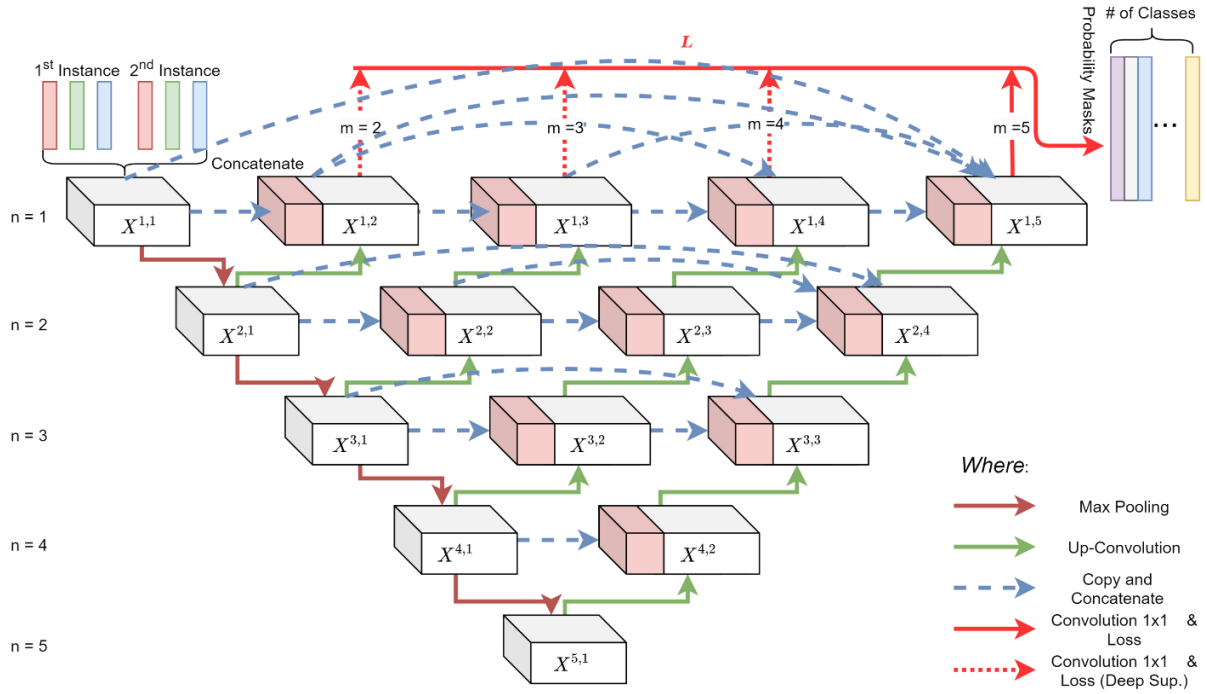 # of Classes
L
Probability Masks
1st Instance
2nd Instance
m = 2
m =3
m =4
m =5
Concatenate
n = 1
X1,1
X1,2
X1,3
X1,4
X1,5
n = 2
X2,1
X2,2
X2,3
X2,4
n = 3
X3,1
X3,2
X3,3
n = 4
X4,1
X4,2
n = 5
X5,1
Where:
Max Pooling
Up-Convolution
Copy and
Concatenate
Convolution 1x1 &
Loss
Convolution 1x1 &
Loss (Deep Sup.)
...